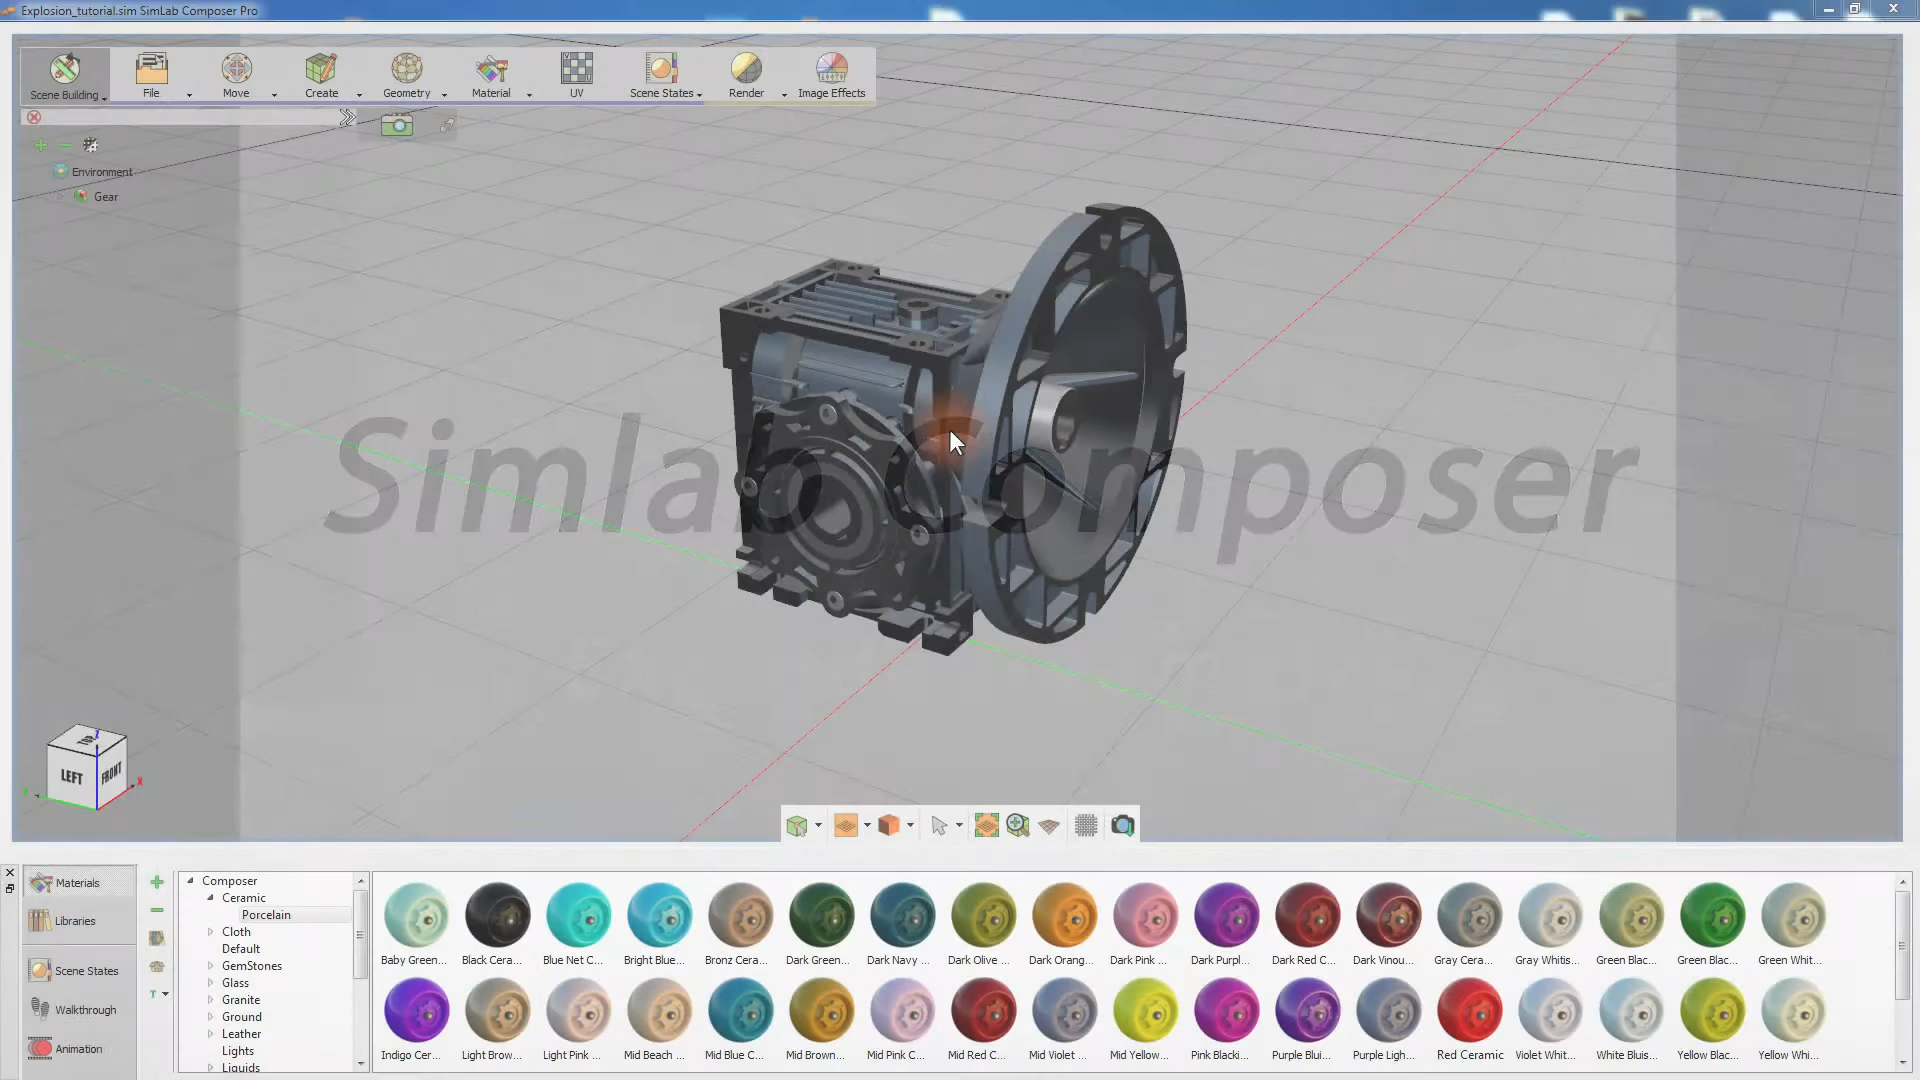 Explosion_tutorial.sim SimLab Composer Pro
Scene Building
File
Move
Create
Geometry
Material
UV
Scene States
Render
Image Effects
Environment
Gear
Simlab Composer
LEFT
FRONT
Materials
Libraries
Scene States
Walkthrough
Animation
Composer
Ceramic
Porcelain
Cloth
Default
GemStones
Glass
Granite
Ground
Leather
Lights
Liquids
Baby Green... Black Cera... Blue Net C... Bright Blue... Bronz Cera... Dark Green... Dark Navy ... Dark Olive ... Dark Orang... Dark Pink ... Dark Purpl... Dark Red C... Dark Vinou... Gray Cera... Gray Whitis... Green Blac... Green Blac... Green Whit...
Indigo Cer... Light Brow... Light Pink ... Mid Beach ... Mid Blue C... Mid Brown... Mid Pink C... Mid Red C... Mid Violet ... Mid Yellow... Pink Blacki... Purple Blui... Purple Ligh... Red Ceramic Violet Whit... White Bluis... Yellow Blac... Yellow Whi...